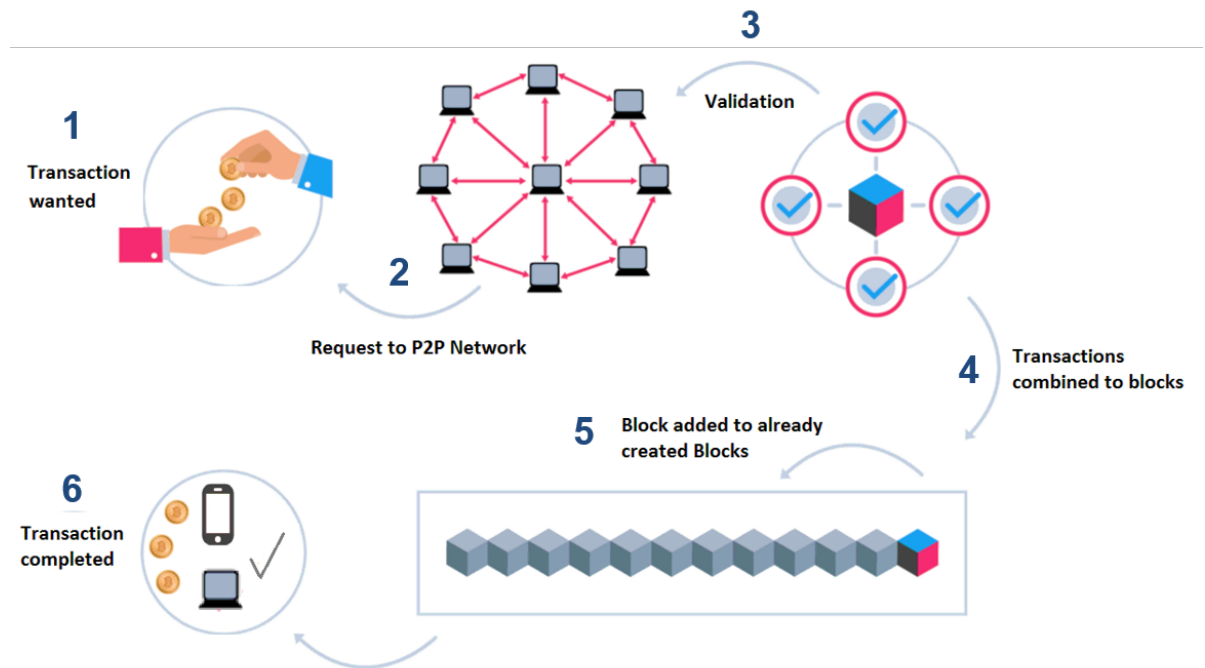 1
Transaction
wanted
2
Request to P2P Network
3
Validation
4
Transactions
combined to blocks
5
Block added to already
created Blocks
6
Transaction
completed